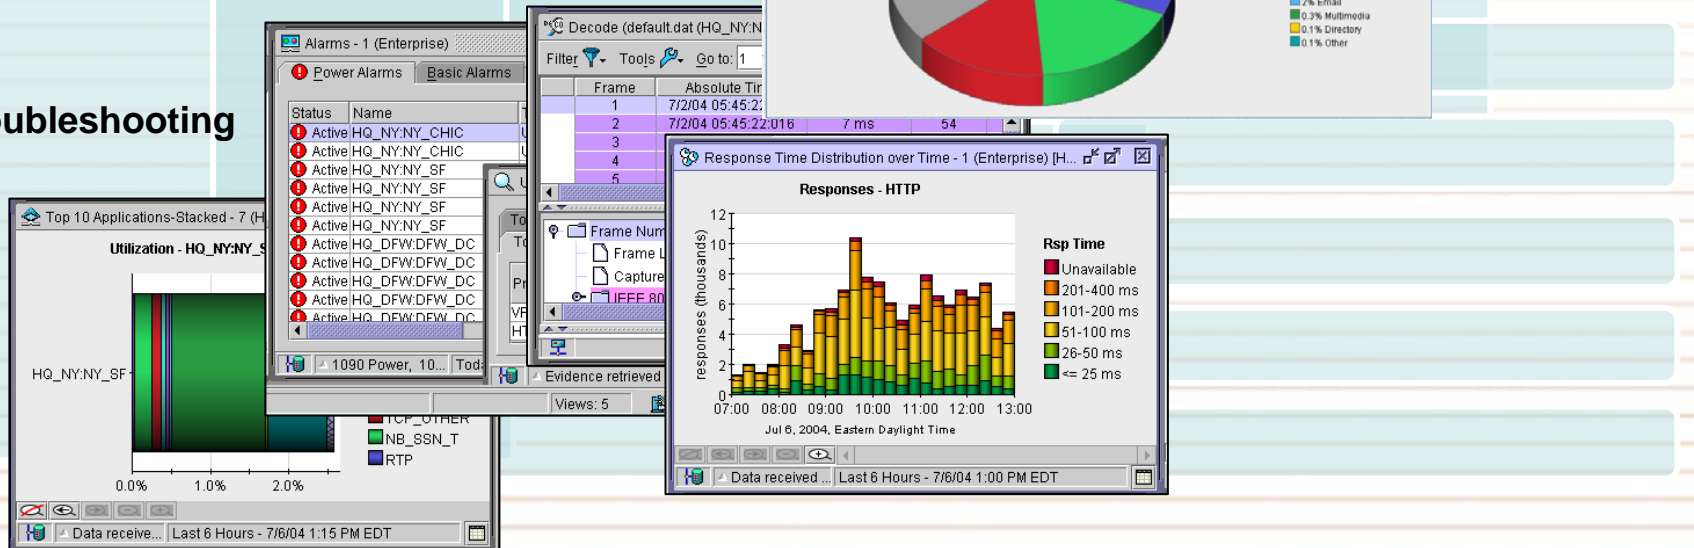 2% Email
0.3% Multimedia
0.1% Directory
0.1% Other
oubleshooting
Alarms - 1 (Enterprise)
Power Alarms
Basic Alarms
Status Name
Active HQ_NY:NY_CHIC
Active HQ_NY:NY_CHIC
Active HQ_NY:NY_SF
Active HQ_NY:NY_SF
Active HQ_NY:NY_SF
Active HQ_NY:NY_SF
Active HQ_DFW:DFW_DC
Active HQ_DFW:DFW_DC
Active HQ_DFW:DFW_DC
Active HQ_DFW:DFW_DC
Active HQ_DFW:DFW_DC
1090 Power, 10... Tod
Decode (default.dat (HQ_NY:N
Filter Tools Go to: 1
Frame Absolute Tir
1 7/2/04 05:45:2
2 7/2/04 05:45:22:016 7 ms 54
3
4
5
Frame Num
Frame L
Capture
IEEE 80
Evidence retrieved
Views: 5
Top 10 Applications-Stacked - 7 (H
Utilization - HQ_NY:NY_S
HQ_NY:NY_SF
0.0% 1.0% 2.0%
TCP_OTHER
NB_SSN_T
RTP
Data receive... Last 6 Hours - 7/6/04 1:15 PM EDT
Response Time Distribution over Time - 1 (Enterprise) [H...
Responses - HTTP
responses (thousands)
12
10
8
6
4
2
0
07:00 08:00 09:00 10:00 11:00 12:00 13:00
Jul 6, 2004, Eastern Daylight Time
Rsp Time
Unavailable
201-400 ms
101-200 ms
51-100 ms
26-50 ms
<= 25 ms
Data received ... Last 6 Hours - 7/6/04 1:00 PM EDT